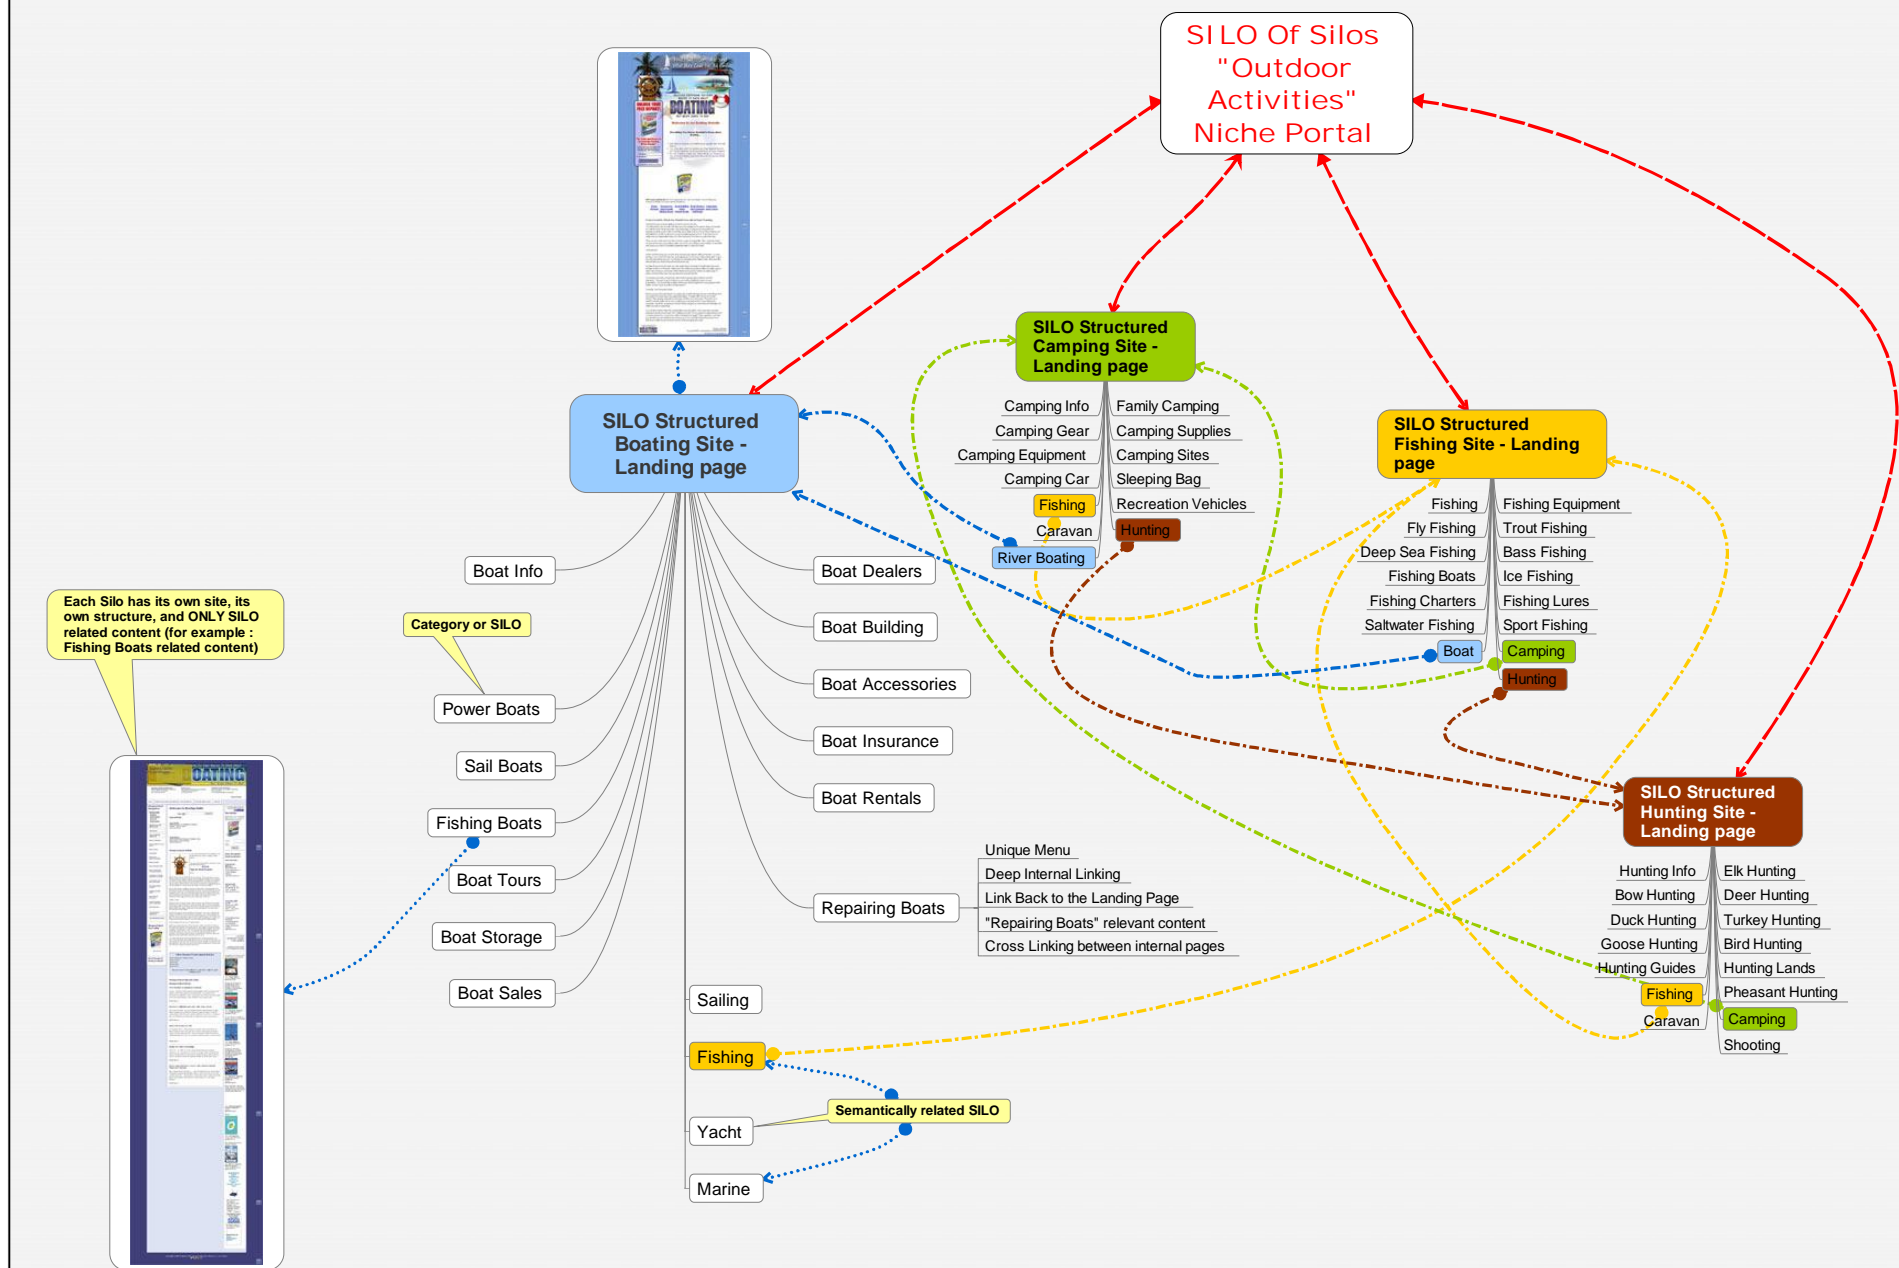 SILO Of Silos
"Outdoor
Activities"
Niche Portal
BOATING
SILO Structured
Boating Site -
Landing page
Boat Info
Power Boats
Sail Boats
Fishing Boats
Boat Tours
Boat Storage
Boat Sales
Boat Dealers
Boat Building
Boat Accessories
Boat Insurance
Boat Rentals
Repairing Boats
Unique Menu
Deep Internal Linking
Link Back to the Landing Page
"Repairing Boats" relevant content
Cross Linking between internal pages
Sailing
Fishing
Yacht
Marine
Semantically related SILO
Category or SILO
Each Silo has its own site, its
own structure, and ONLY SILO
related content (for example :
Fishing Boats related content)
SILO Structured
Camping Site -
Landing page
Camping Info
Camping Gear
Camping Equipment
Camping Car
Fishing
Caravan
River Boating
Family Camping
Camping Supplies
Camping Sites
Sleeping Bag
Recreation Vehicles
Hunting
SILO Structured
Fishing Site - Landing
page
Fishing
Fly Fishing
Deep Sea Fishing
Fishing Boats
Fishing Charters
Saltwater Fishing
Boat
Fishing Equipment
Trout Fishing
Bass Fishing
Ice Fishing
Fishing Lures
Sport Fishing
Camping
Hunting
SILO Structured
Hunting Site -
Landing page
Hunting Info
Bow Hunting
Duck Hunting
Goose Hunting
Hunting Guides
Fishing
Caravan
Elk Hunting
Deer Hunting
Turkey Hunting
Bird Hunting
Hunting Lands
Pheasant Hunting
Camping
Shooting